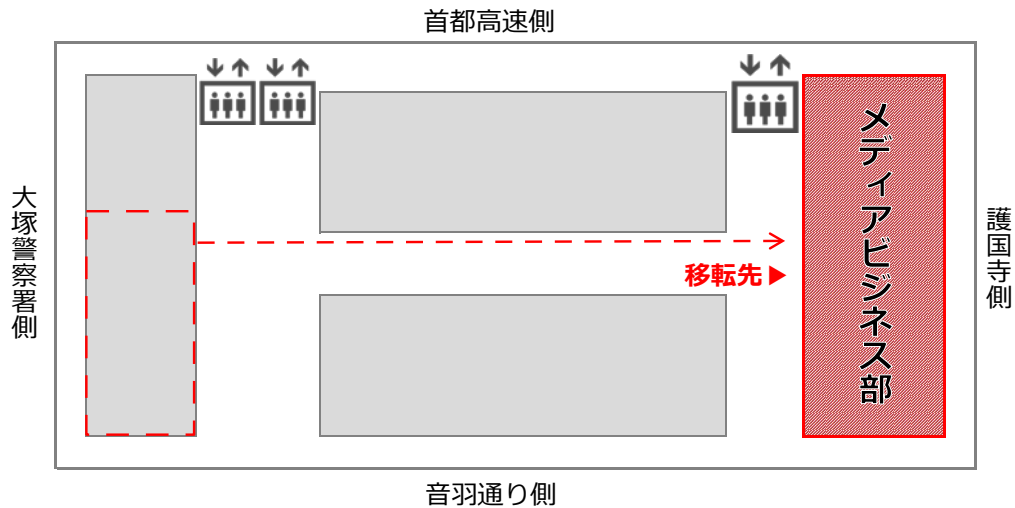 首都高速側
大塚警察署側
メディアビジネス部
護国寺側
移転先▶
音羽通り側